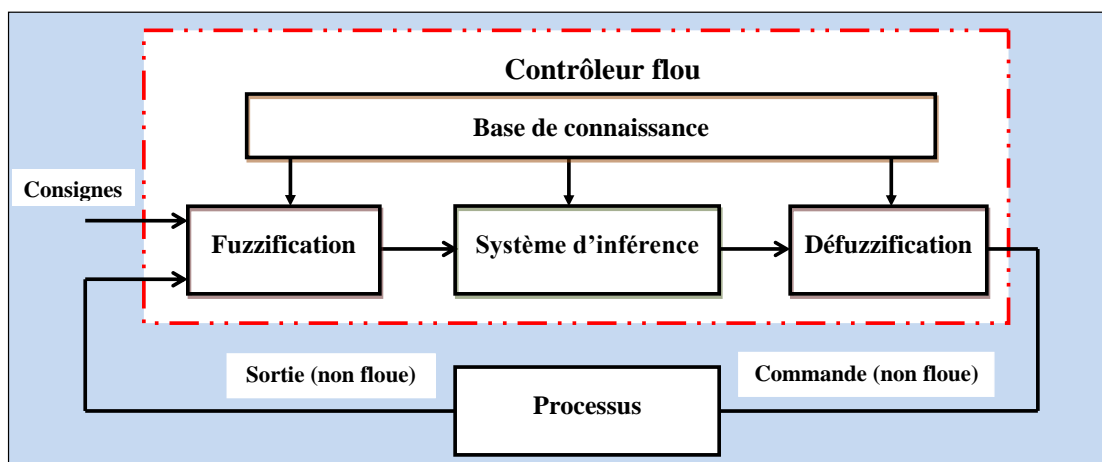 Contrôleur flou
Base de connaissance
Consignes
Fuzzification
Système d’inférence
Défuzzification
Sortie (non floue)
Commande (non floue)
Processus